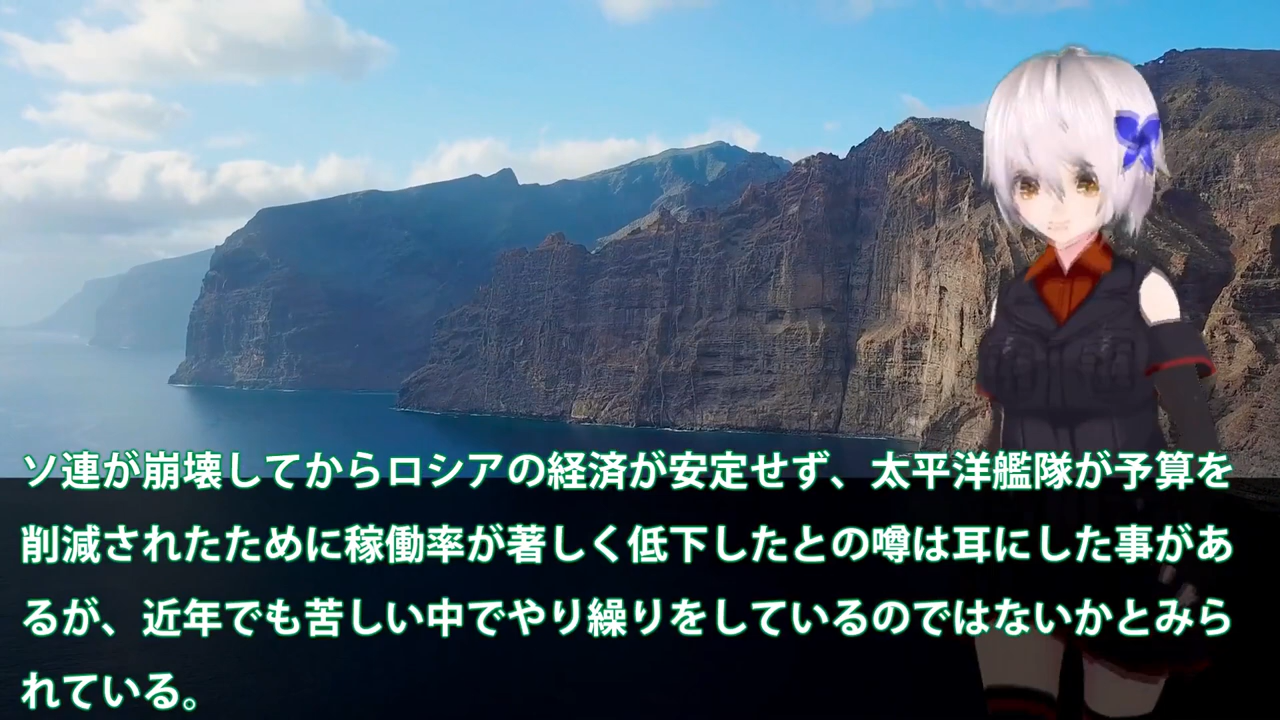 ソ連が崩壊してからロシアの経済が安定せず、太平洋艦隊が予算を
削減されたために稼働率が著しく低下したとの噂は耳にした事があ
るが、近年でも苦しい中でやり繰りをしているのではないかとみら
れている。